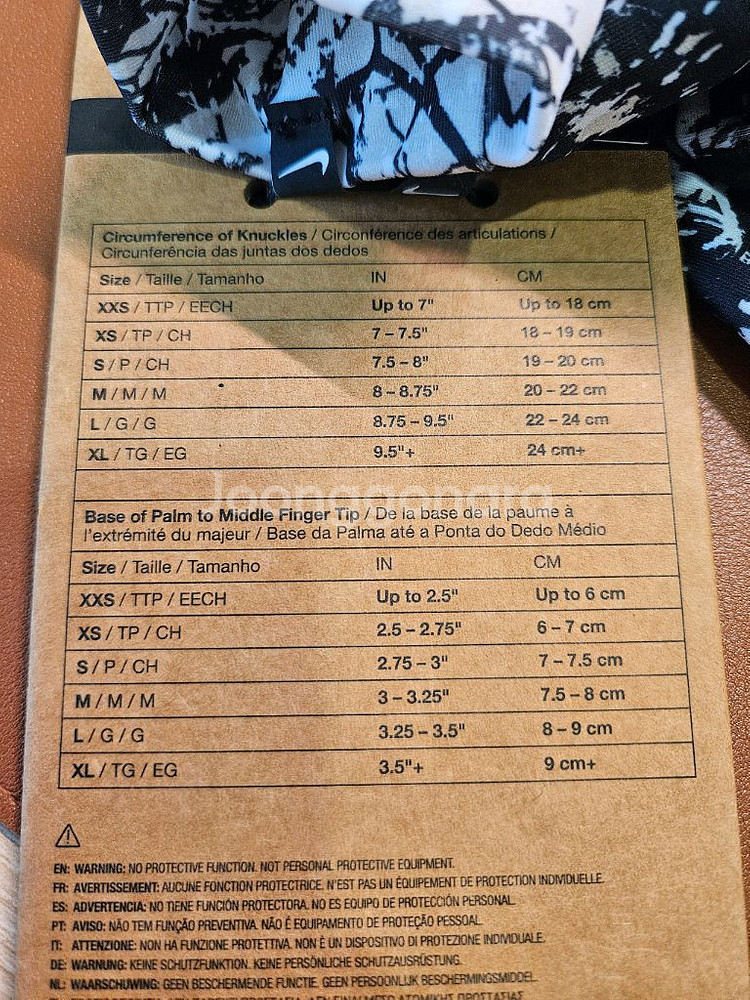 Circumference of Knuckles / Circonférence des articulations /
Circunferência das juntas dos dedos
Size / Taille / Tamanho IN CM
XXS / TTP / EECH Up to 7" Up to 18 cm
XS / TP / CH 7 – 7.5" 18 – 19 cm
S / P / CH 7.5 – 8" 19 – 20 cm
M / M / M 8 – 8.75" 20 – 22 cm
L / G / G 8.75 – 9.5" 22 – 24 cm
XL / TG / EG 9.5"+ 24 cm+
joonggonara
Base of Palm to Middle Finger Tip / De la base de la paume à
l'extrémité du majeur / Base da Palma até a Ponta do Dedo Médio
Size / Taille / Tamanho IN CM
XXS / TTP / EECH Up to 2.5" Up to 6 cm
XS / TP / CH 2.5 – 2.75" 6 – 7 cm
S / P / CH 2.75 – 3" 7 – 7.5 cm
M / M / M 3 – 3.25" 7.5 – 8 cm
L / G / G 3.25 – 3.5" 8 – 9 cm
XL / TG / EG 3.5"+ 9 cm+
EN: WARNING: NO PROTECTIVE FUNCTION. NOT PERSONAL PROTECTIVE EQUIPMENT.
FR: AVERTISSEMENT: AUCUNE FONCTION PROTECTRICE. N'EST PAS UN ÉQUIPEMENT DE PROTECTION INDIVIDUELLE.
ES: ADVERTENCIA: NO TIENE FUNCIÓN PROTECTORA. NO ES EQUIPO DE PROTECCIÓN PERSONAL.
PT: AVISO: NÃO TEM FUNÇÃO PREVENTIVA. NÃO É EQUIPAMENTO DE PROTEÇÃO PESSOAL.
IT: ATTENZIONE: NON HA FUNZIONE PROTETTIVA. NON È UN DISPOSITIVO DI PROTEZIONE INDIVIDUALE.
DE: WARNUNG: KEINE SCHUTZFUNKTION. KEINE PERSÖNLICHE SCHUTZAUSRÜSTUNG.
NL: WAARSCHUWING: GEEN BESCHERMENDE FUNCTIE. GEEN PERSOONLIJK BESCHERMINGSMIDDEL.